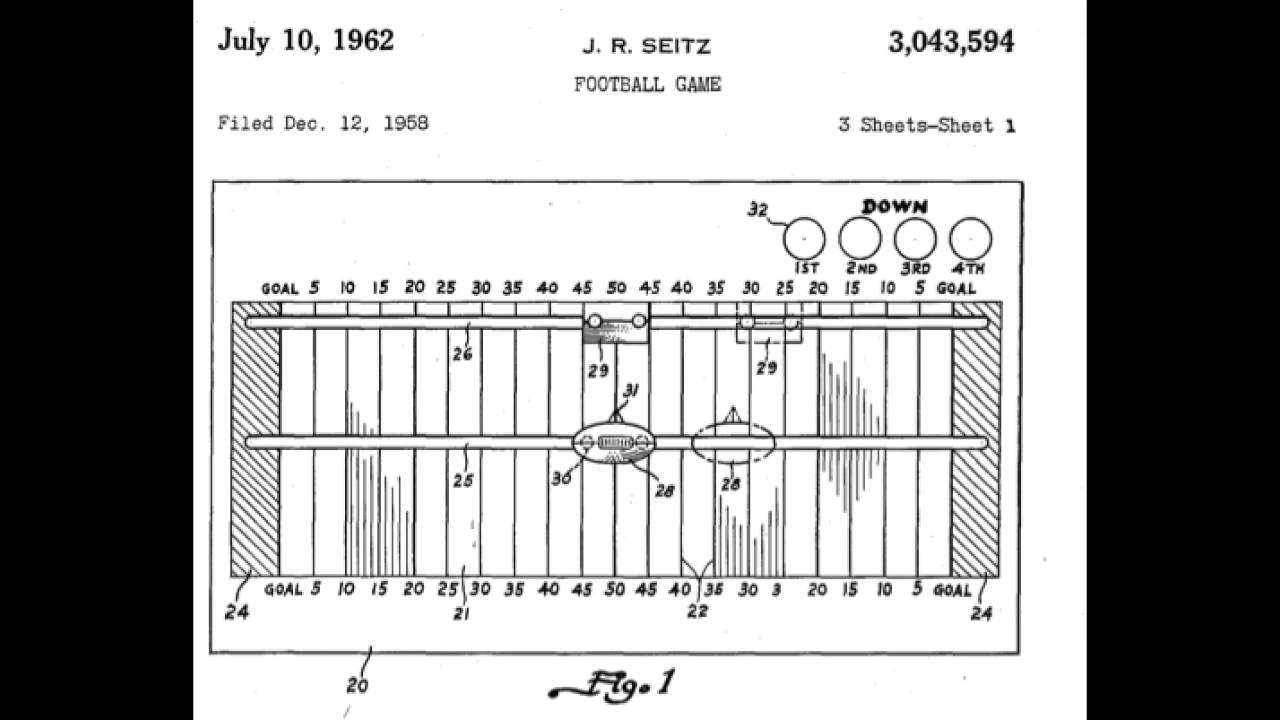 July 10, 1962 J. R. SEITZ 3,043,594
FOOTBALL GAME
Filed Dec. 12, 1958 3 Sheets-Sheet 1
32 DOWN
1ST 2ND 3RD 4TH
GOAL 5 10 15 20 25 30 35 40 45 50 45 40 35 30 25 20 15 10 5 GOAL
26 29 29
31
25 30 28 28
GOAL 5 10 15 20 25 30 35 40 45 50 45 40 35 30 3 20 15 10 5 GOAL
24 21 22 24
20
Fig. 1